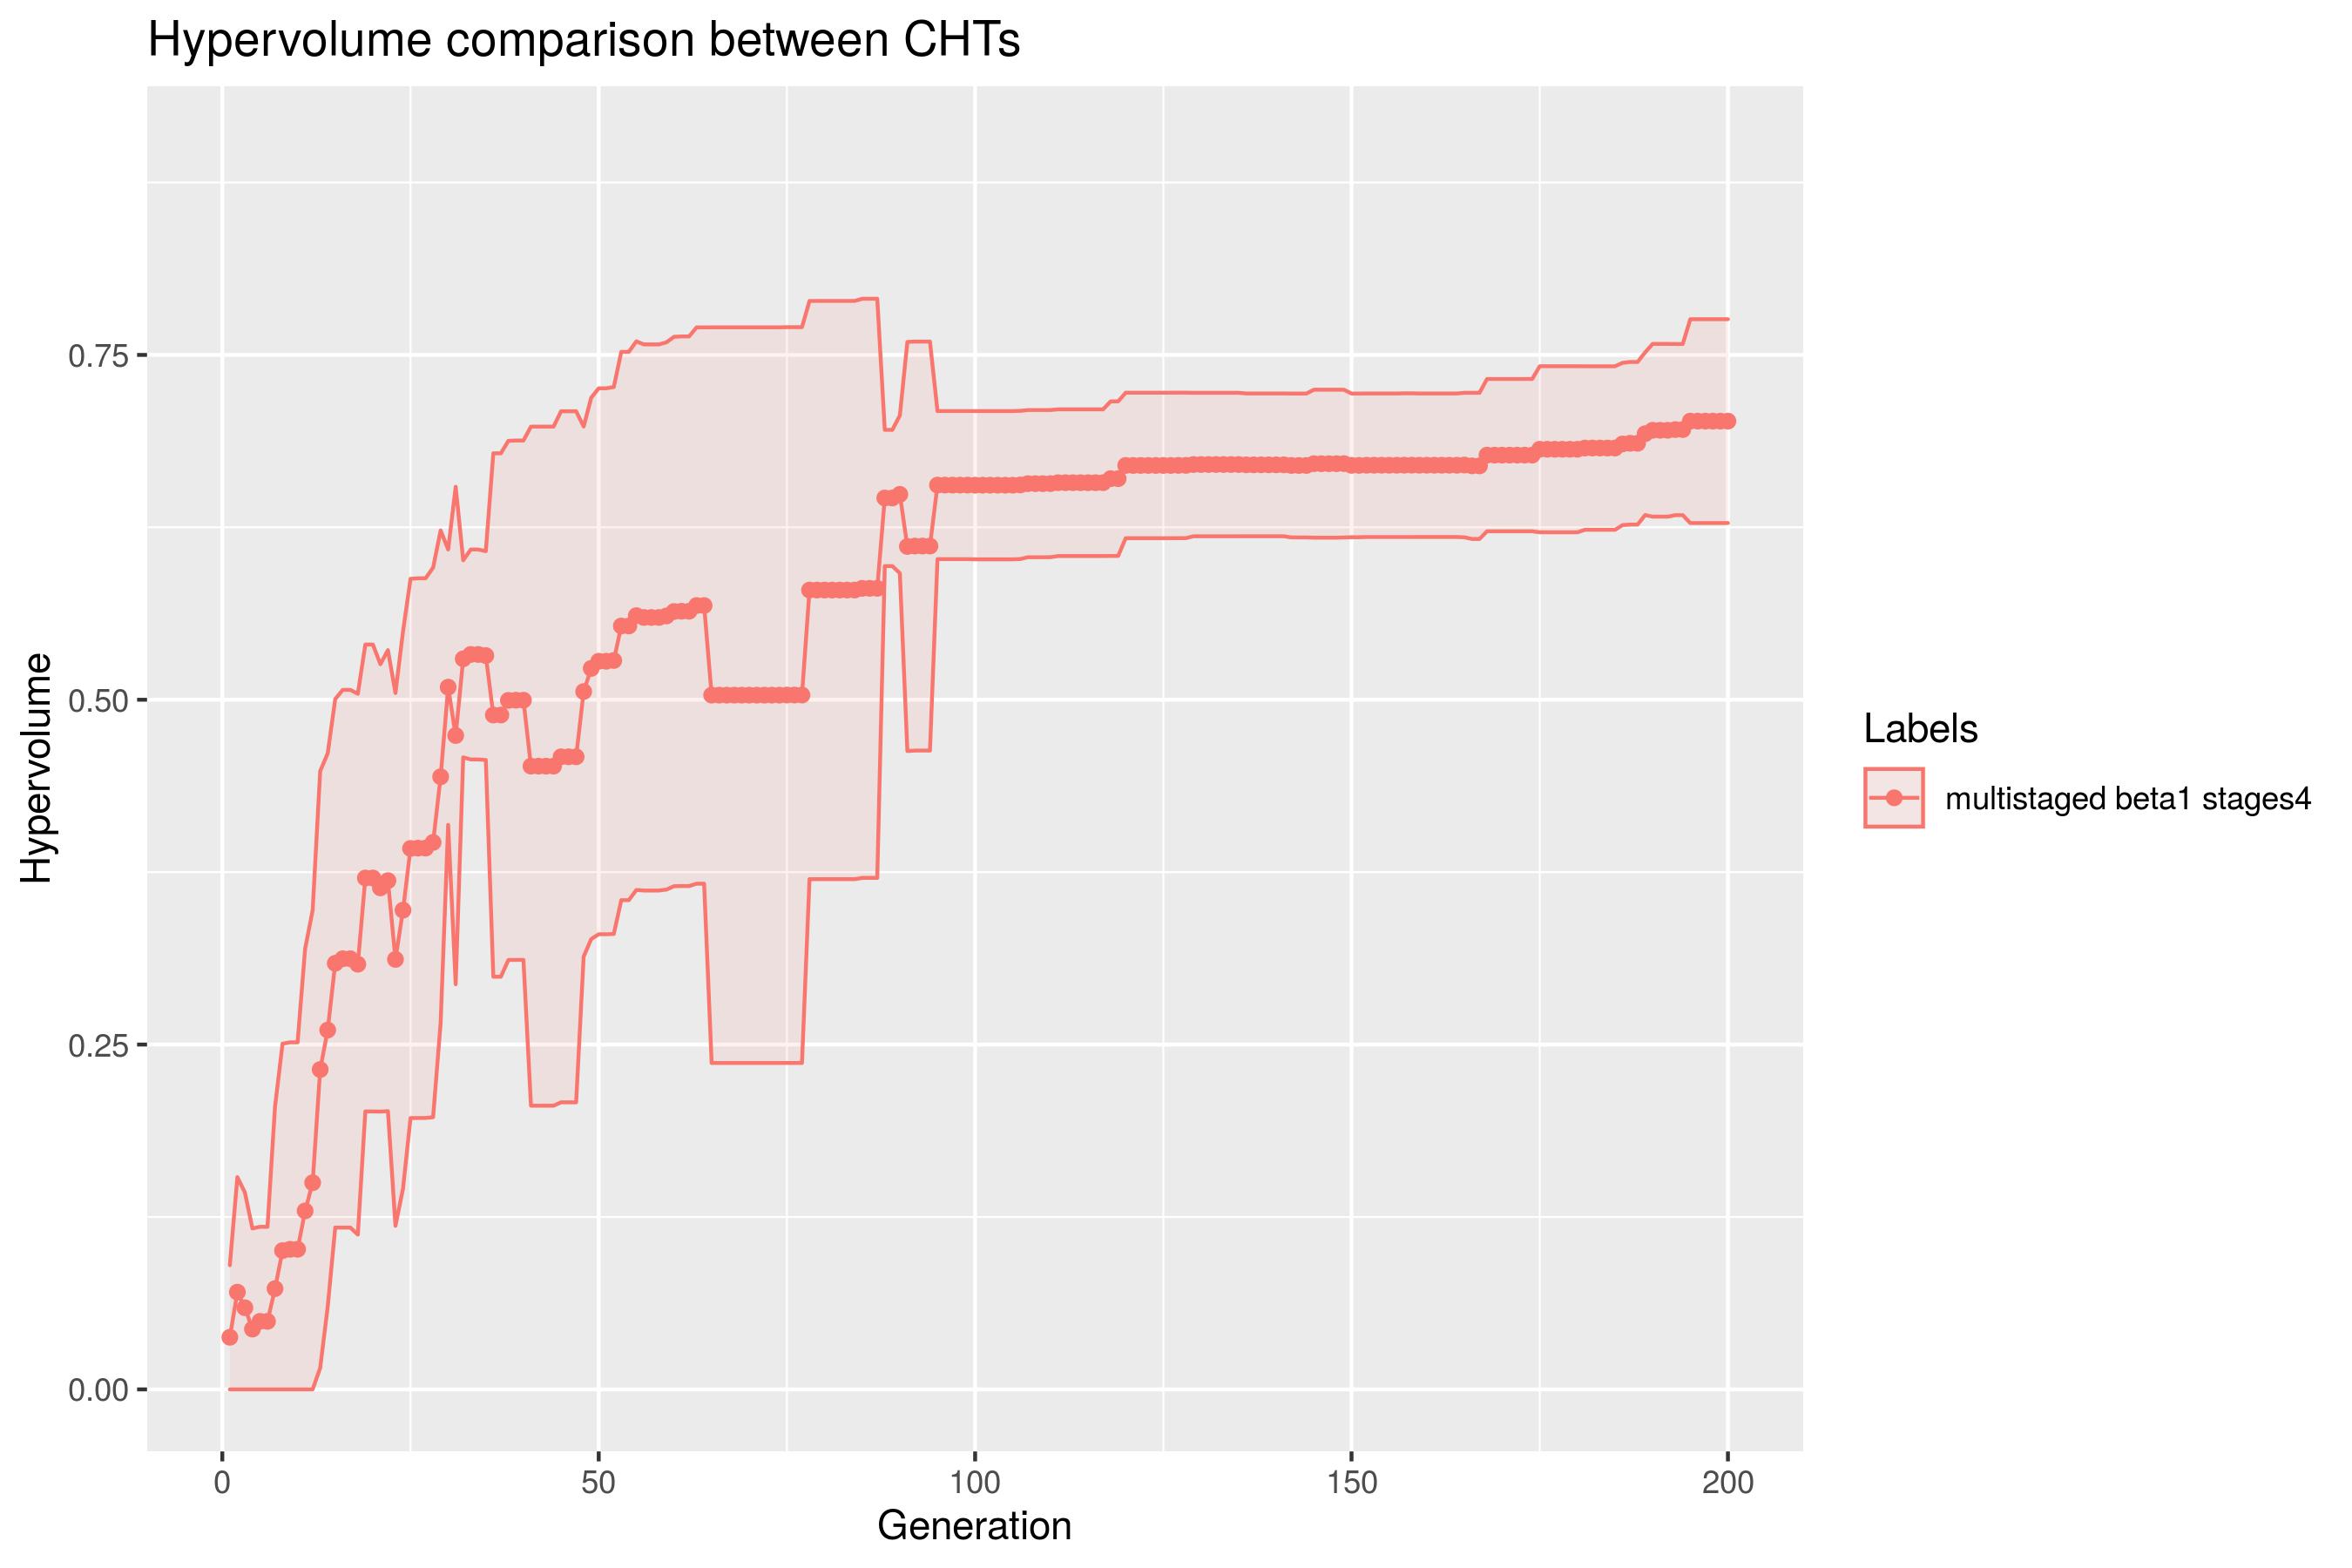 Hypervolume comparison between CHTs
Hypervolume
0.75
0.50
0.25
0.00
0
50
100
150
200
Generation
Labels
multistaged beta1 stages4